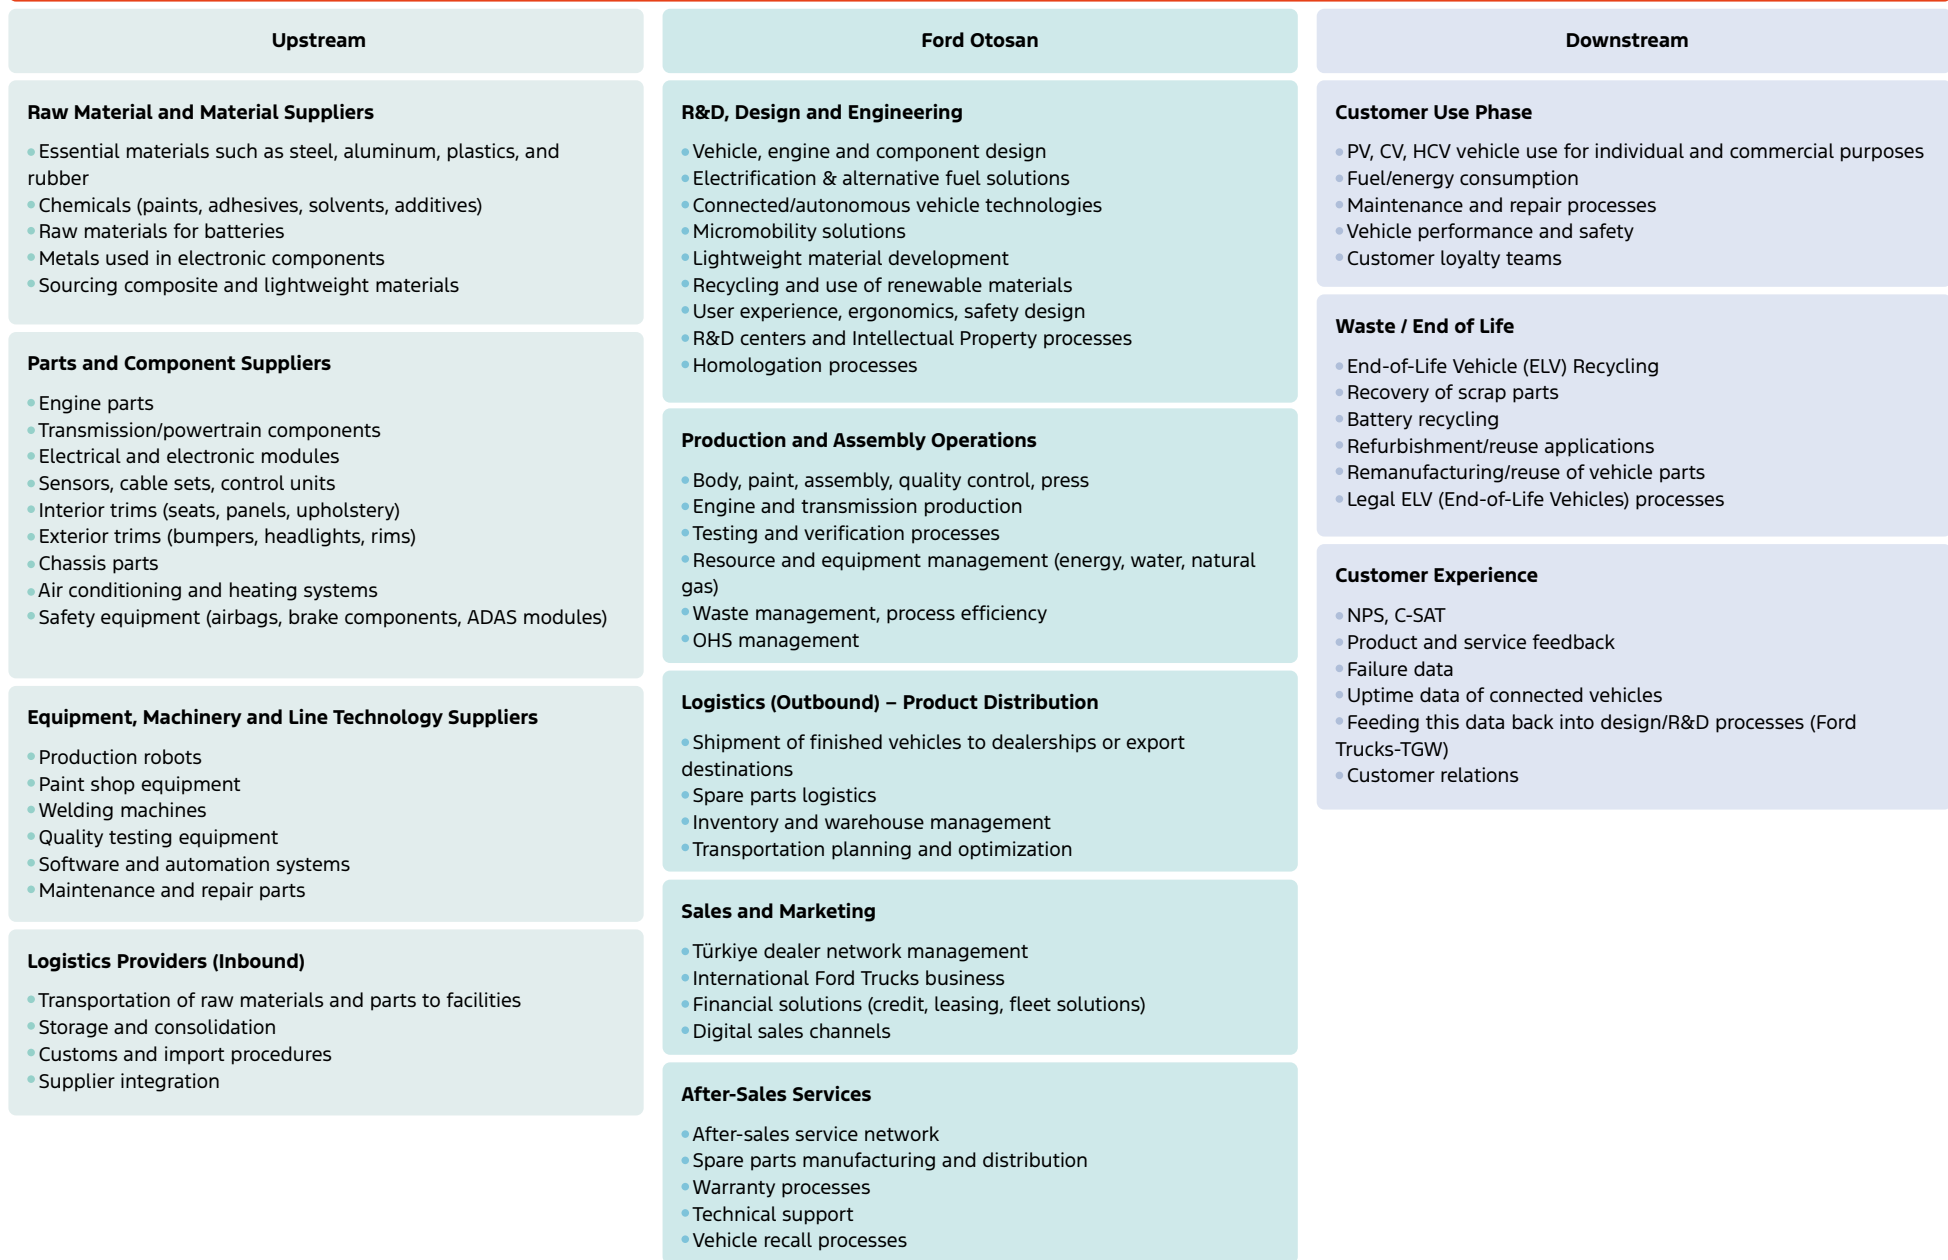 Upstream
Raw Material and Material Suppliers
• Essential materials such as steel, aluminum, plastics, and
rubber
• Chemicals (paints, adhesives, solvents, additives)
• Raw materials for batteries
• Metals used in electronic components
• Sourcing composite and lightweight materials
Parts and Component Suppliers
• Engine parts
• Transmission/powertrain components
• Electrical and electronic modules
• Sensors, cable sets, control units
• Interior trims (seats, panels, upholstery)
• Exterior trims (bumpers, headlights, rims)
• Chassis parts
• Air conditioning and heating systems
• Safety equipment (airbags, brake components, ADAS modules)
Equipment, Machinery and Line Technology Suppliers
• Production robots
• Paint shop equipment
• Welding machines
• Quality testing equipment
• Software and automation systems
• Maintenance and repair parts
Logistics Providers (Inbound)
• Transportation of raw materials and parts to facilities
• Storage and consolidation
• Customs and import procedures
• Supplier integration
Ford Otosan
R&D, Design and Engineering
• Vehicle, engine and component design
• Electrification & alternative fuel solutions
• Connected/autonomous vehicle technologies
• Micromobility solutions
• Lightweight material development
• Recycling and use of renewable materials
• User experience, ergonomics, safety design
• R&D centers and Intellectual Property processes
• Homologation processes
Production and Assembly Operations
• Body, paint, assembly, quality control, press
• Engine and transmission production
• Testing and verification processes
• Resource and equipment management (energy, water, natural
gas)
• Waste management, process efficiency
• OHS management
Logistics (Outbound) – Product Distribution
• Shipment of finished vehicles to dealerships or export
destinations
• Spare parts logistics
• Inventory and warehouse management
• Transportation planning and optimization
Sales and Marketing
• Türkiye dealer network management
• International Ford Trucks business
• Financial solutions (credit, leasing, fleet solutions)
• Digital sales channels
After-Sales Services
• After-sales service network
• Spare parts manufacturing and distribution
• Warranty processes
• Technical support
• Vehicle recall processes
Downstream
Customer Use Phase
• PV, CV, HCV vehicle use for individual and commercial purposes
• Fuel/energy consumption
• Maintenance and repair processes
• Vehicle performance and safety
• Customer loyalty teams
Waste / End of Life
• End-of-Life Vehicle (ELV) Recycling
• Recovery of scrap parts
• Battery recycling
• Refurbishment/reuse applications
• Remanufacturing/reuse of vehicle parts
• Legal ELV (End-of-Life Vehicles) processes
Customer Experience
• NPS, C-SAT
• Product and service feedback
• Failure data
• Uptime data of connected vehicles
• Feeding this data back into design/R&D processes (Ford
Trucks-TGW)
• Customer relations